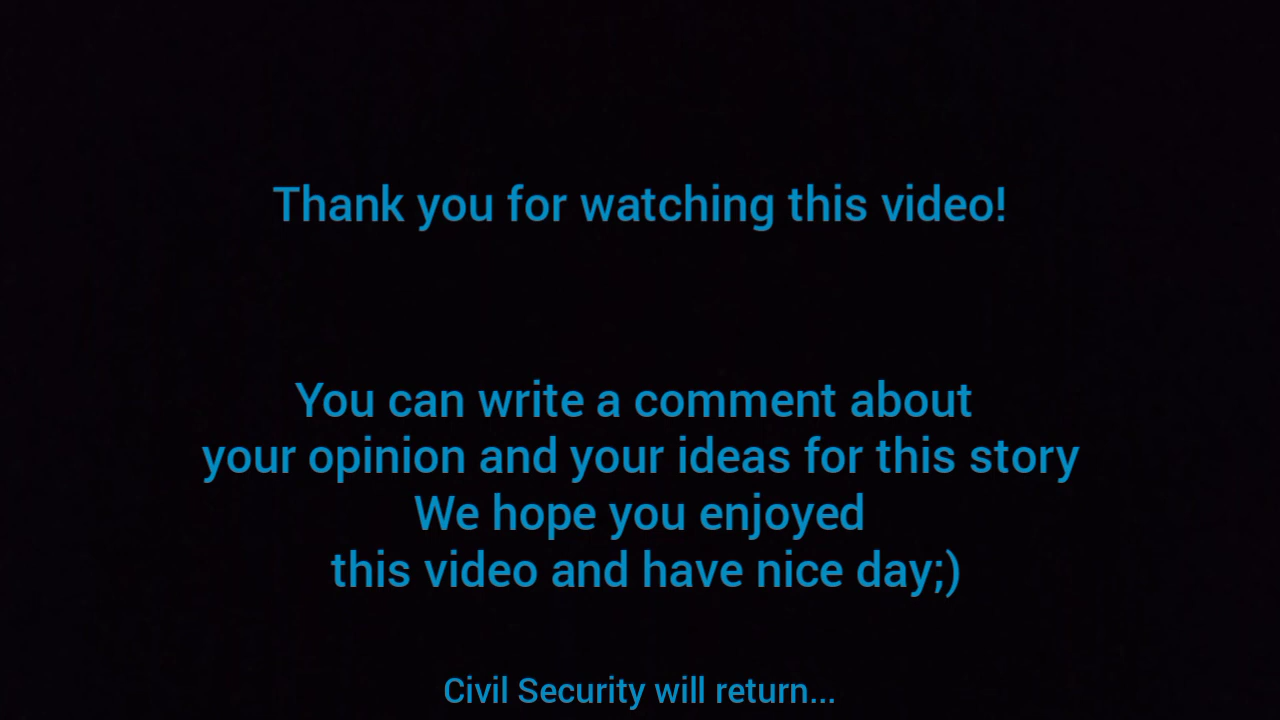 Thank you for watching this video!
You can write a comment about
your opinion and your ideas for this story
We hope you enjoyed
this video and have nice day;)
Civil Security will return...